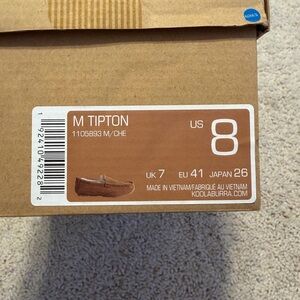 M TIPTON
1105893 M/CHE
US 8
UK 7 EU 41 JAPAN 26
MADE IN VIETNAM/FABRIQUÉ AU VIETNAM
KOOLABURRA.COM